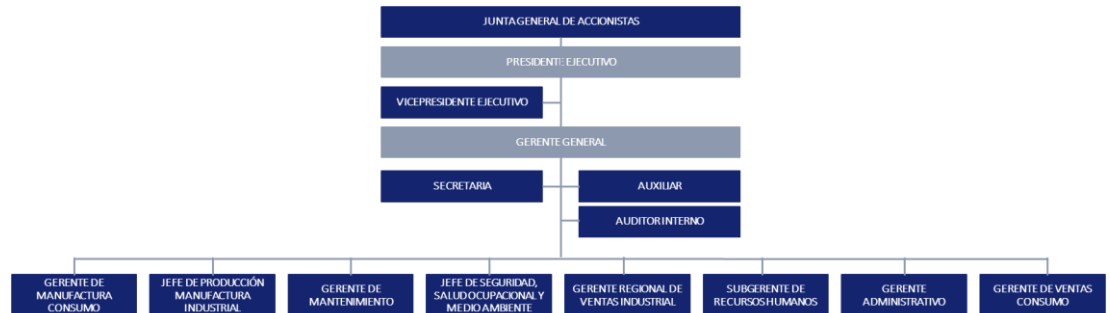 JUNTA GENERAL DE ACCIONISTAS
PRESIDENTE EJECUTIVO
VICEPRESIDENTE EJECUTIVO
GERENTE GENERAL
SECRETARIA
AUXILIAR
AUDITOR INTERNO
GERENTE DE
MANUFACTURA
CONSUMO
JEFE DE PRODUCCIÓN
MANUFACTURA
INDUSTRIAL
GERENTE DE
MANTENIMIENTO
JEFE DE SEGURIDAD,
SALUD OCUPACIONAL Y
MEDIO AMBIENTE
GERENTE REGIONAL DE
VENTAS INDUSTRIAL
SUBGERENTE DE
RECURSOS HUMANOS
GERENTE
ADMINISTRATIVO
GERENTE DE VENTAS
CONSUMO